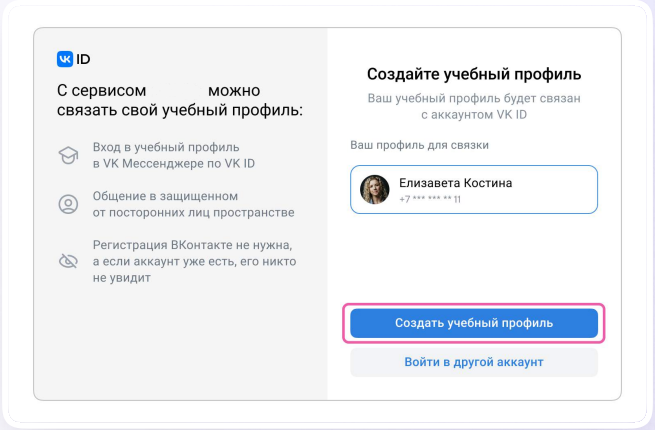 VK ID
С сервисом можно
связать свой учебный профиль:
Вход в учебный профиль
в VK Мессенджере по VK ID
Общение в защищенном
от посторонних лиц пространстве
Регистрация ВКонтакте не нужна,
а если аккаунт уже есть, его никто
не увидит
Создайте учебный профиль
Ваш учебный профиль будет связан
с аккаунтом VK ID
Ваш профиль для связки
Елизавета Костина
+7 *** *** ** 11
Создать учебный профиль
Войти в другой аккаунт